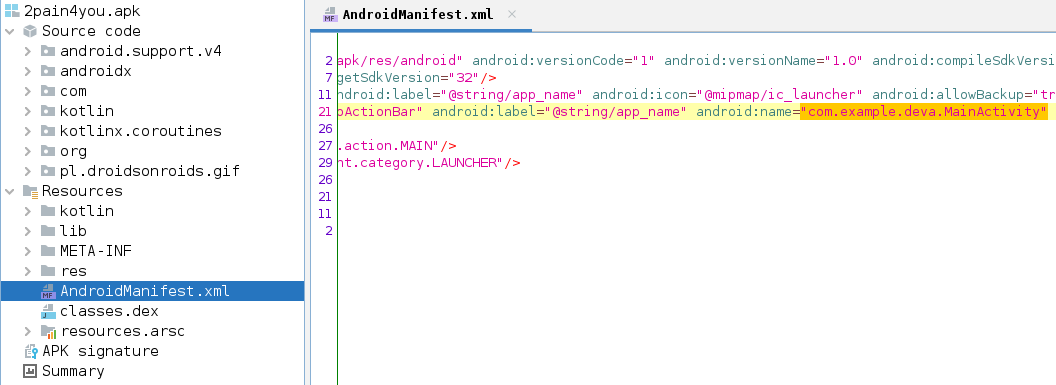 2pain4you.apk
Source code
android.support.v4
androidx
com
kotlin
kotlinx.coroutines
org
pl.droidsonroids.gif
Resources
kotlin
lib
META-INF
res
MF AndroidManifest.xml
classes.dex
resources.arsc
APK signature
Summary
MF AndroidManifest.xml ×
2 apk/res/android" android:versionCode="1" android:versionName="1.0" android:compileSdkVersi
7 getSdkVersion="32"/>
11 ndroid:label="@string/app_name" android:icon="@mipmap/ic_launcher" android:allowBackup="tr
21 oActionBar" android:label="@string/app_name" android:name="com.example.deva.MainActivity"
26
27 .action.MAIN"/>
29 nt.category.LAUNCHER"/>
26
21
11
2